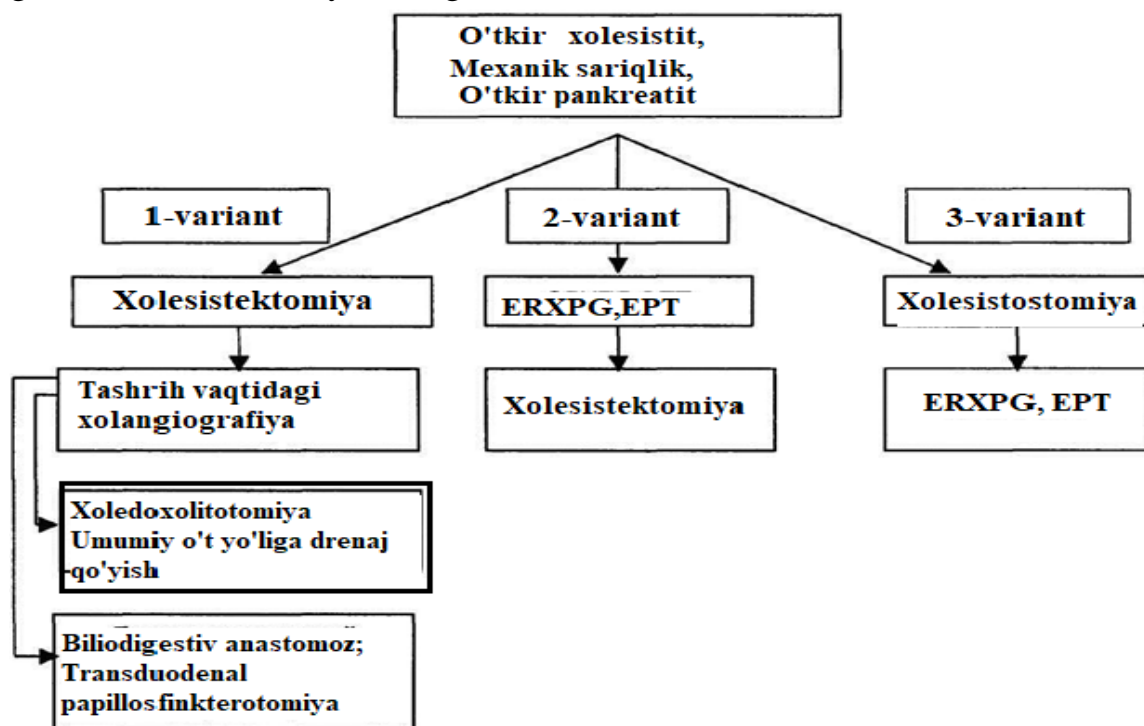 O'tkir xolesistit,
Mexanik sariqlik,
O'tkir pankreatit
1-variant
2-variant
3-variant
Xolesistektomiya
ERXPG,EPT
Xolesistostomiya
Tashrih vaqtidagi
xolangiografiya
Xolesistektomiya
ERXPG, EPT
Xoledoxolitotomiya
Umumiy o't yo'liga drenaj
-qo'yish
Biliodigestiv anastomoz;
Transduodenal
papillosfinkterotomiya